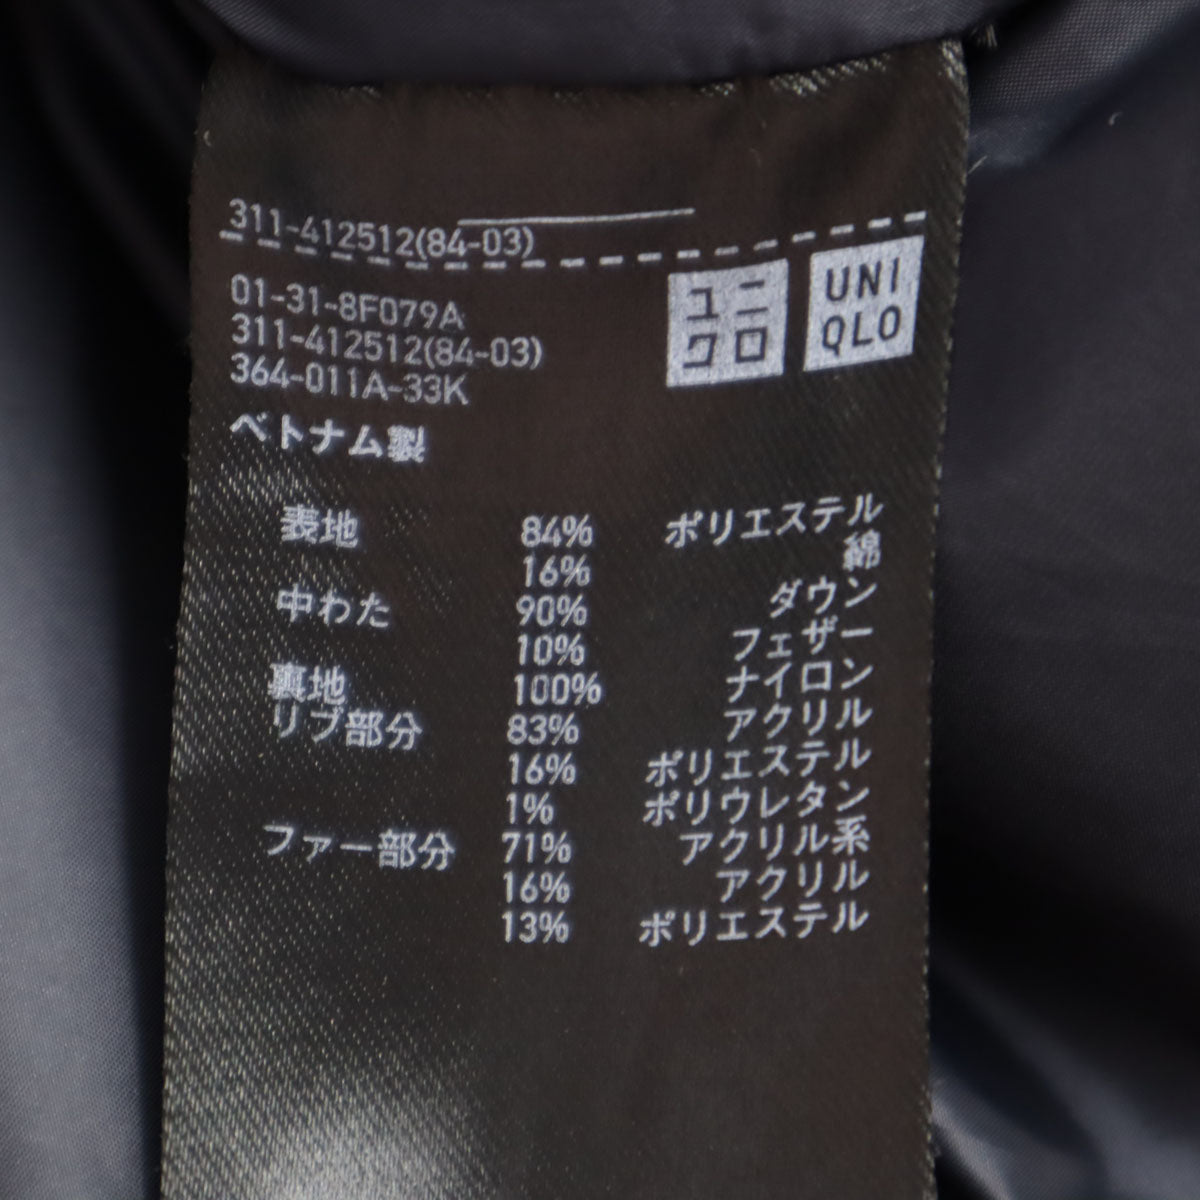 311-412512(84-03)
01-31-8F079A
311-412512(84-03)
364-011A-33K
ユニ
クロ
UNI
QLO
ベトナム製
表地 84% ポリエステル
16% 綿
中わた 90% ダウン
10% フェザー
裏地 100% ナイロン
リブ部分 83% アクリル
16% ポリエステル
1% ポリウレタン
ファー部分 71% アクリル系
16% アクリル
13% ポリエステル